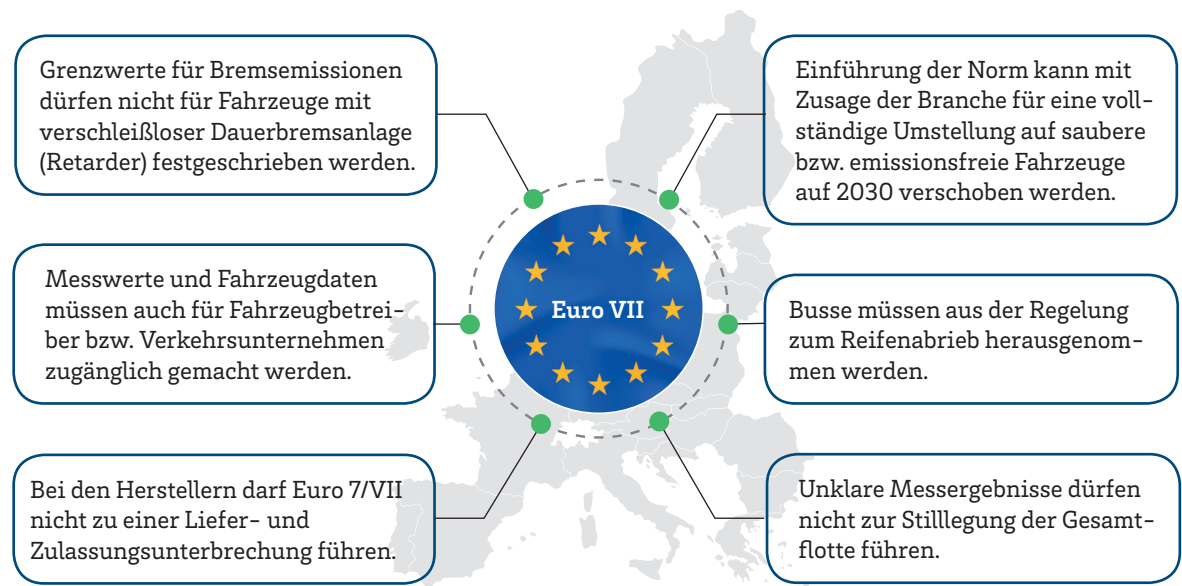 Grenzwerte für Bremsemissionen
dürfen nicht für Fahrzeuge mit
verschleißloser Dauerbremsanlage
(Retarder) festgeschrieben werden.
Einführung der Norm kann mit
Zusage der Branche für eine voll-
ständige Umstellung auf saubere
bzw. emissionsfreie Fahrzeuge
auf 2030 verschoben werden.
Messwerte und Fahrzeugdaten
müssen auch für Fahrzeugbetrei-
ber bzw. Verkehrsunternehmen
zugänglich gemacht werden.
Euro VII
Busse müssen aus der Regelung
zum Reifenabrieb herausgenom-
men werden.
Bei den Herstellern darf Euro 7/VII
nicht zu einer Liefer- und
Zulassungsunterbrechung führen.
Unklare Messergebnisse dürfen
nicht zur Stilllegung der Gesamt-
flotte führen.